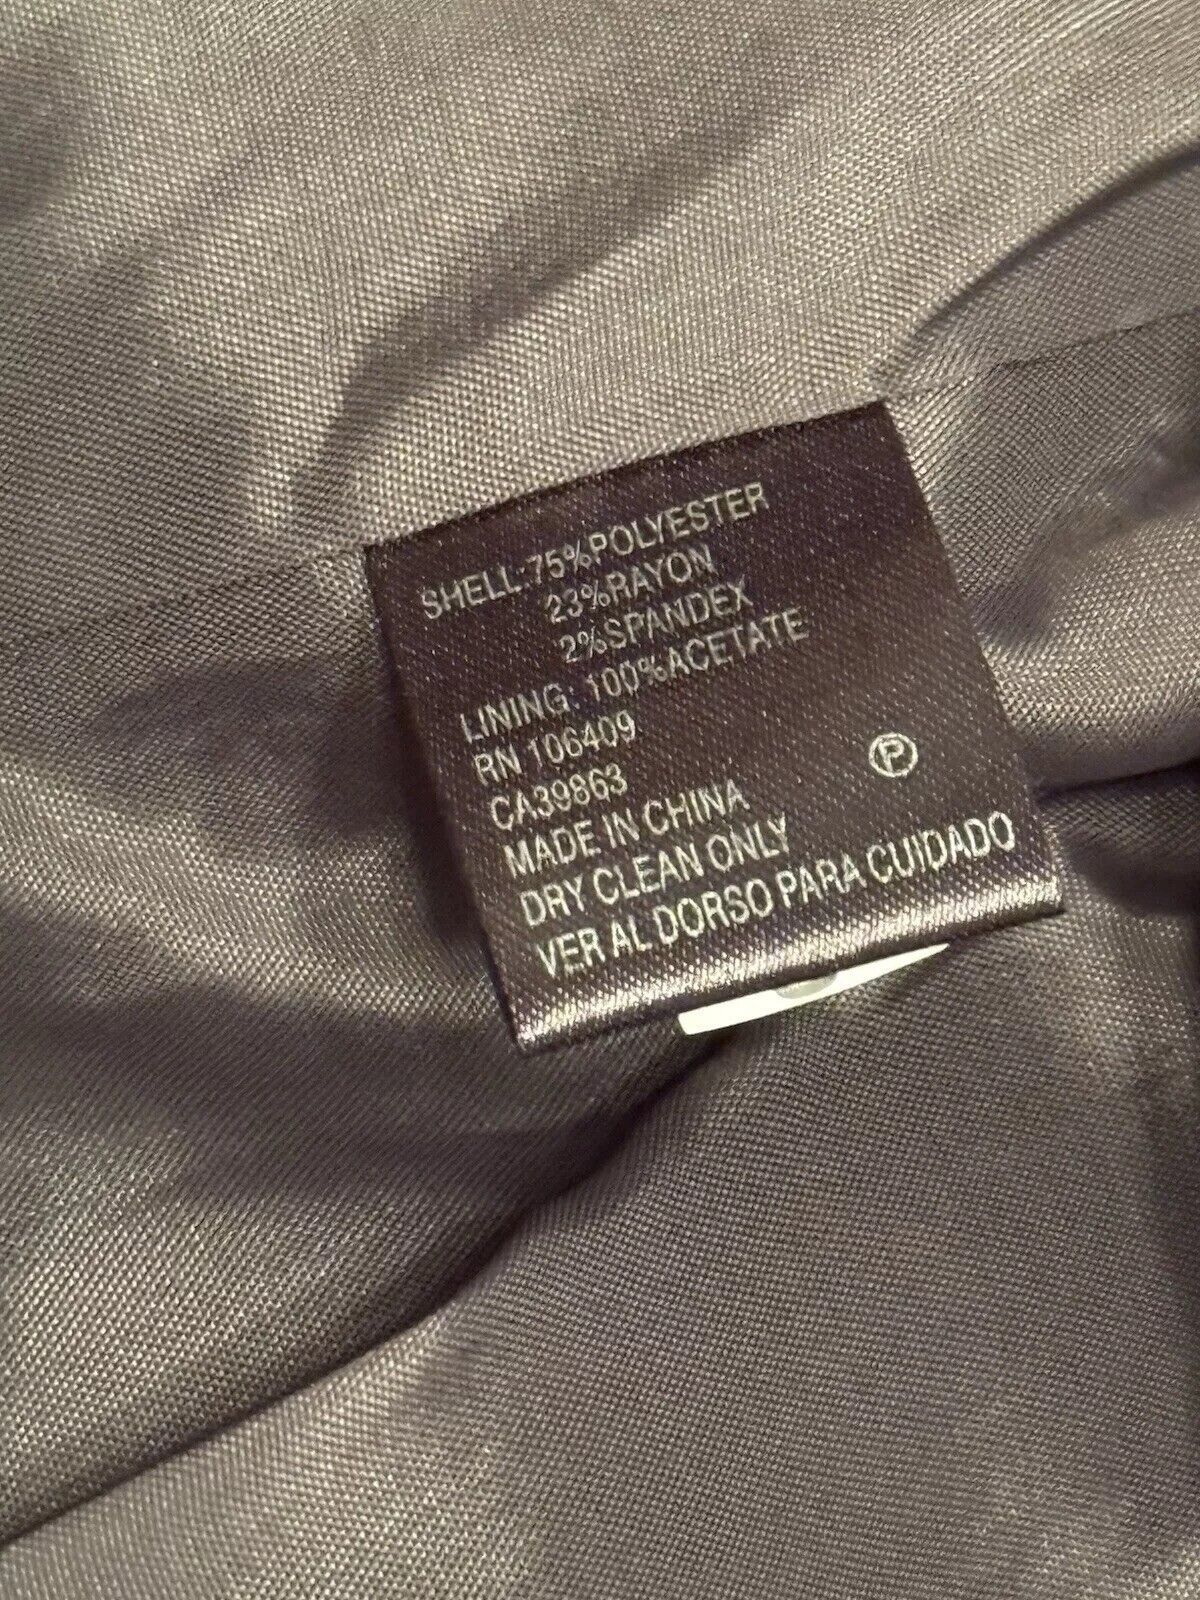 SHELL:75%POLYESTER
23%RAYON
2%SPANDEX
LINING: 100%ACETATE
RN 106409
CA39863
MADE IN CHINA
DRY CLEAN ONLY
VER AL DORSO PARA CUIDADO
P